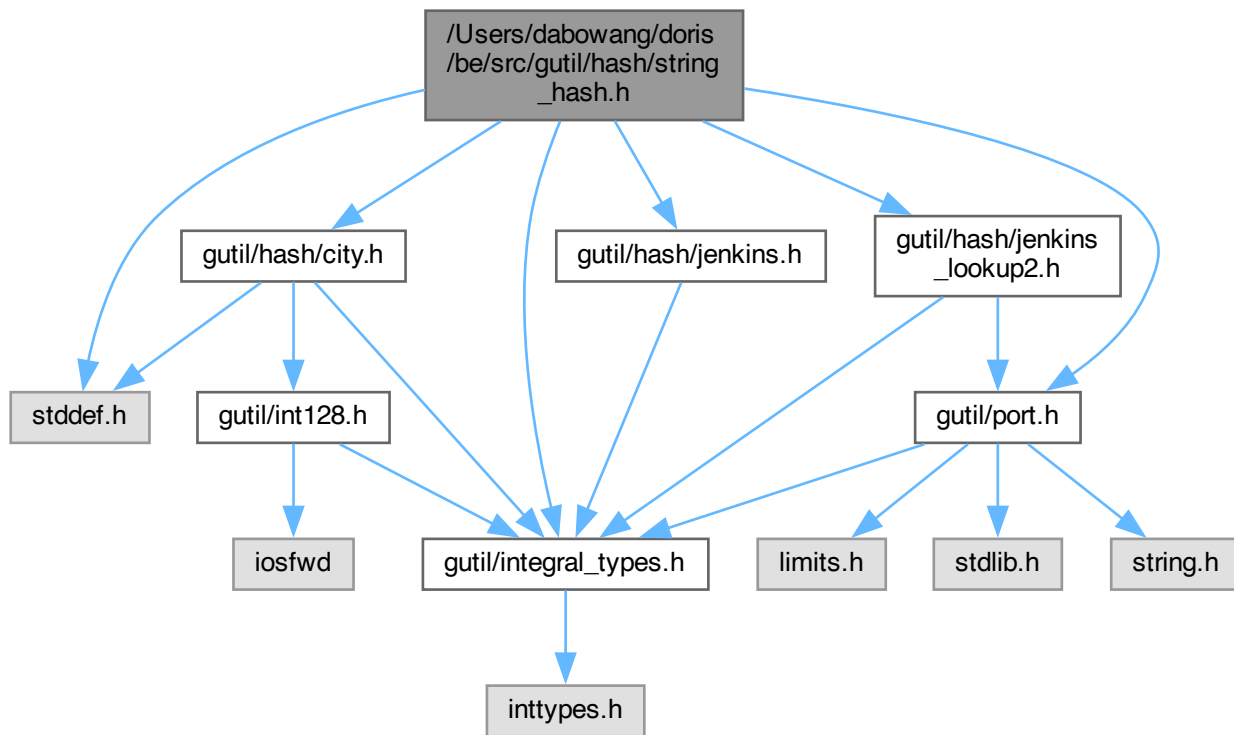 /Users/dabowang/doris
/be/src/gutil/hash/string
_hash.h
gutil/hash/city.h
gutil/hash/jenkins.h
gutil/hash/jenkins
_lookup2.h
stddef.h
gutil/int128.h
gutil/port.h
iosfwd
gutil/integral_types.h
limits.h
stdlib.h
string.h
inttypes.h